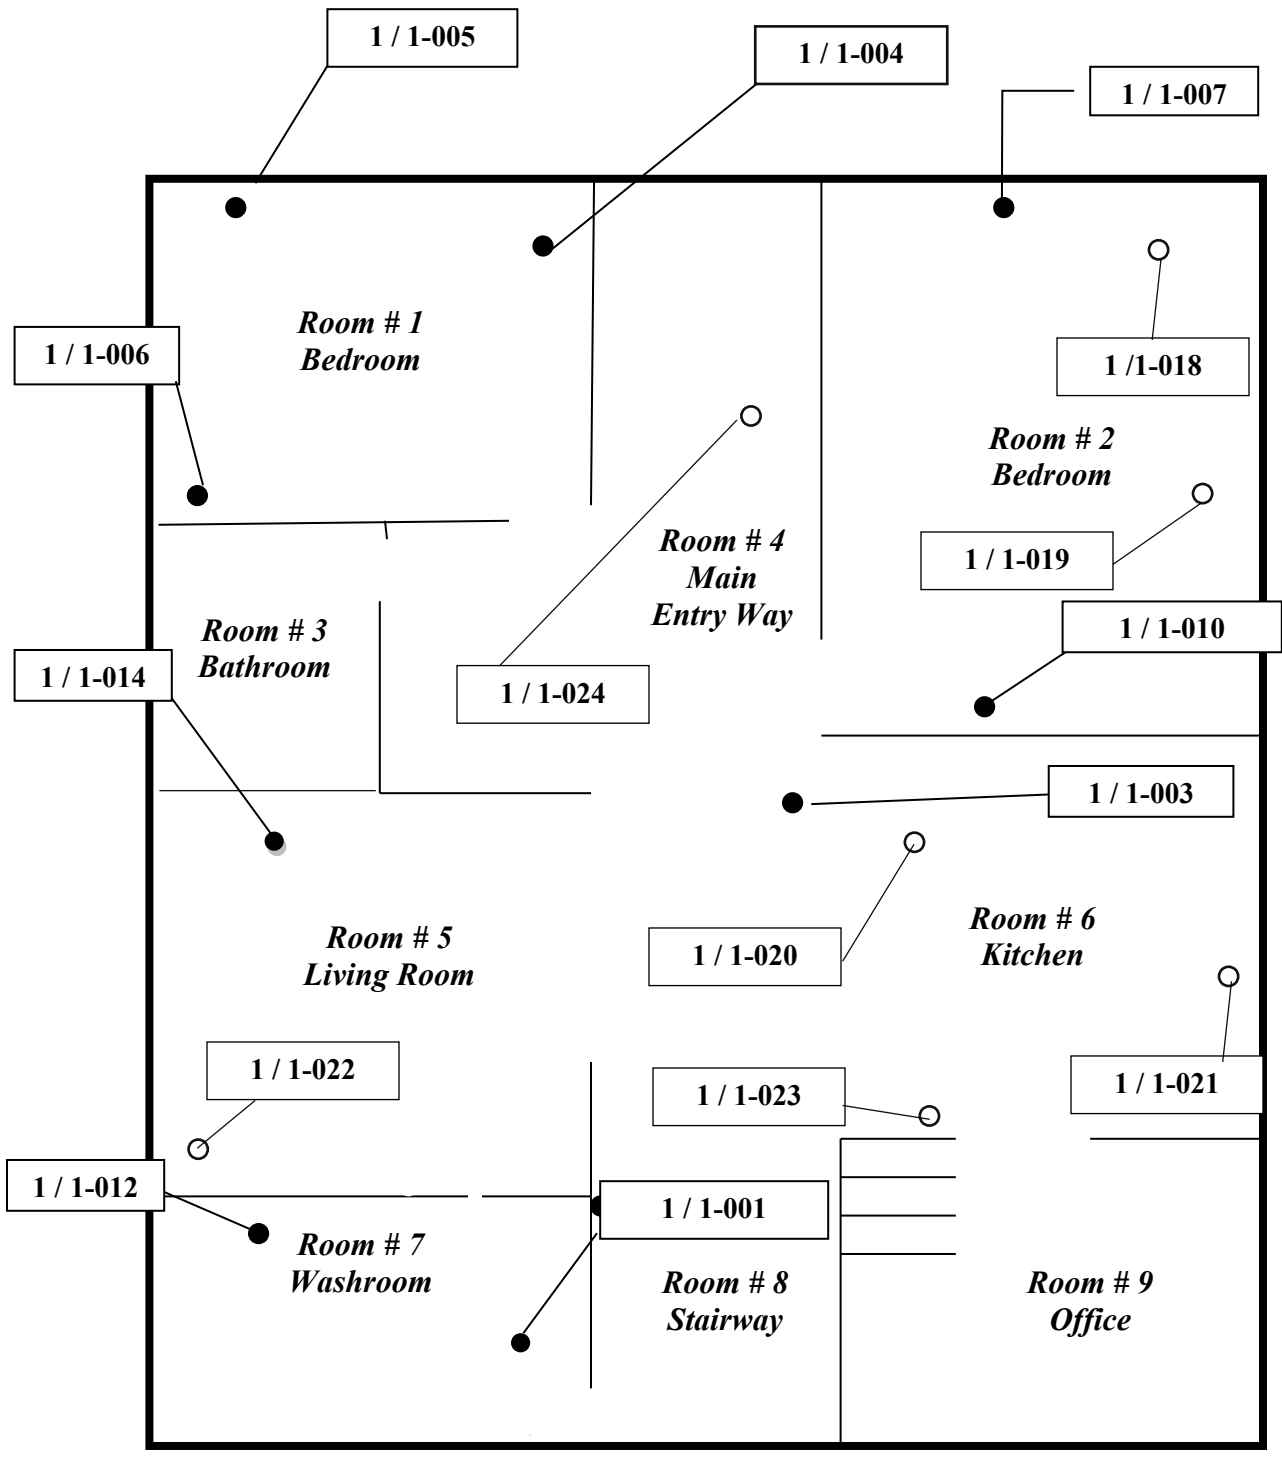 1 / 1-005
1 / 1-004
1 / 1-007
Room # 1
Bedroom
1 / 1-006
1 /1-018
Room # 2
Bedroom
Room # 4
Main
Entry Way
1 / 1-019
1 / 1-010
Room # 3
Bathroom
1 / 1-014
1 / 1-024
1 / 1-003
Room # 5
Living Room
1 / 1-020
Room # 6
Kitchen
1 / 1-022
1 / 1-023
1 / 1-021
1 / 1-012
1 / 1-001
Room # 7
Washroom
Room # 8
Stairway
Room # 9
Office